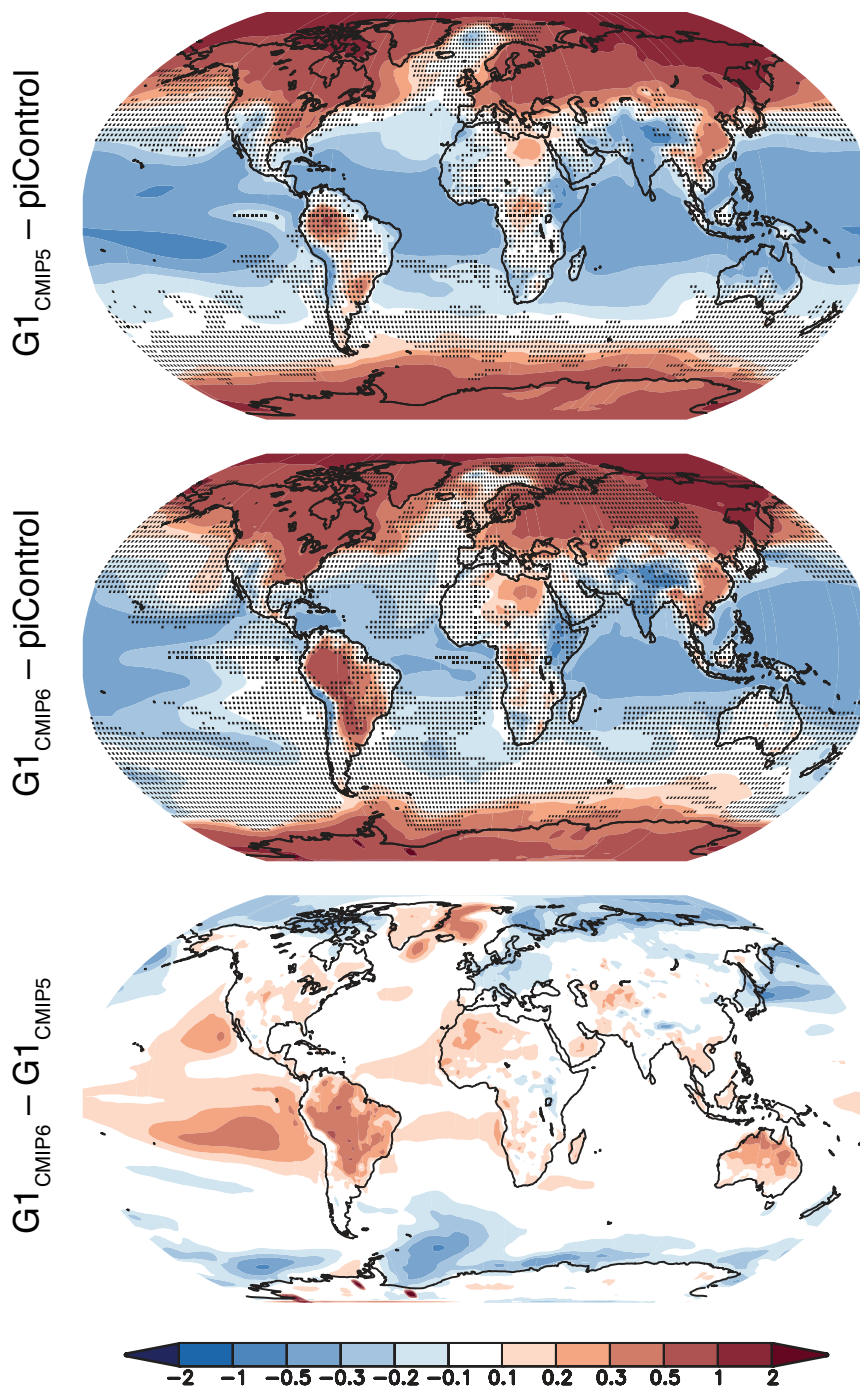 G1CMIP5 – piControl
G1CMIP6 – piControl
G1CMIP6 – G1CMIP5
-2 -1 -0.5 -0.3 -0.2 -0.1 0.1 0.2 0.3 0.5 1 2